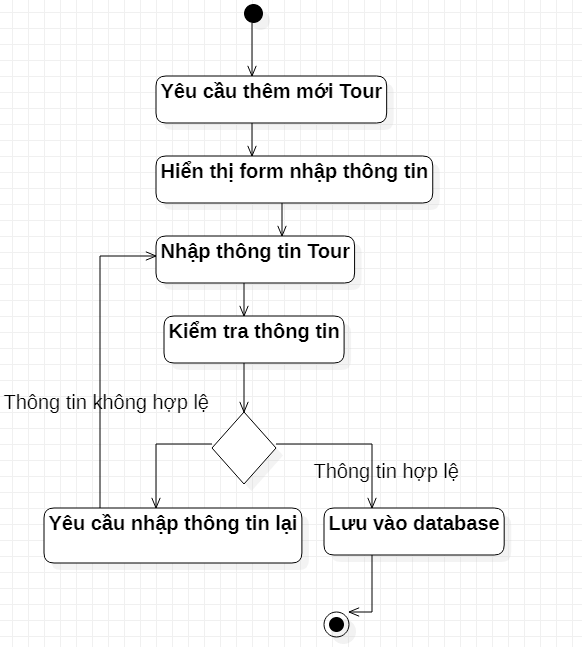 Yêu cầu thêm mới Tour
Hiển thị form nhập thông tin
Nhập thông tin Tour
Kiểm tra thông tin
Thông tin không hợp lệ
Thông tin hợp lệ
Yêu cầu nhập thông tin lại
Lưu vào database